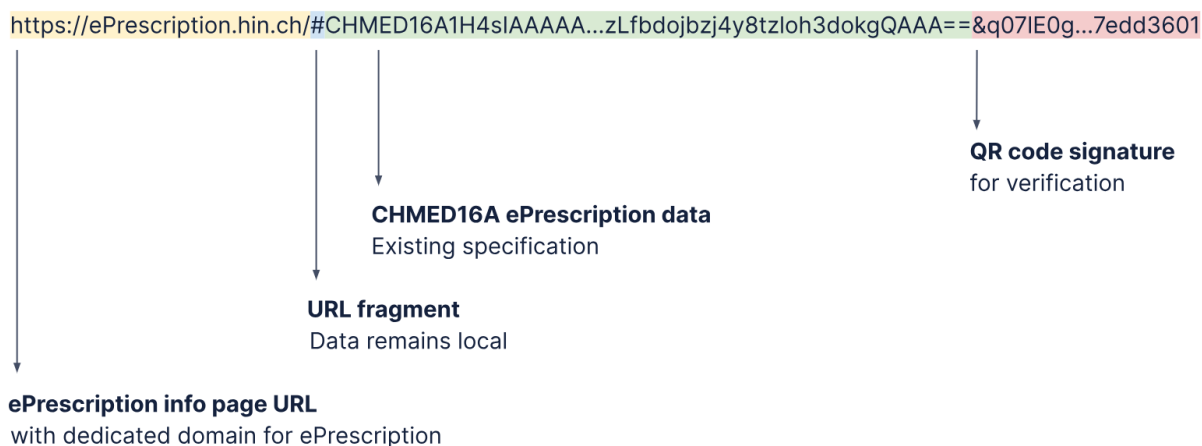 https://ePrescription.hin.ch/#CHMED16A1H4sIAAAAA...zLfbdojbzj4y8tzloh3dokgQAAA==&q07lE0g...7edd3601
QR code signature
for verification
CHMED16A ePrescription data
Existing specification
URL fragment
Data remains local
ePrescription info page URL
with dedicated domain for ePrescription